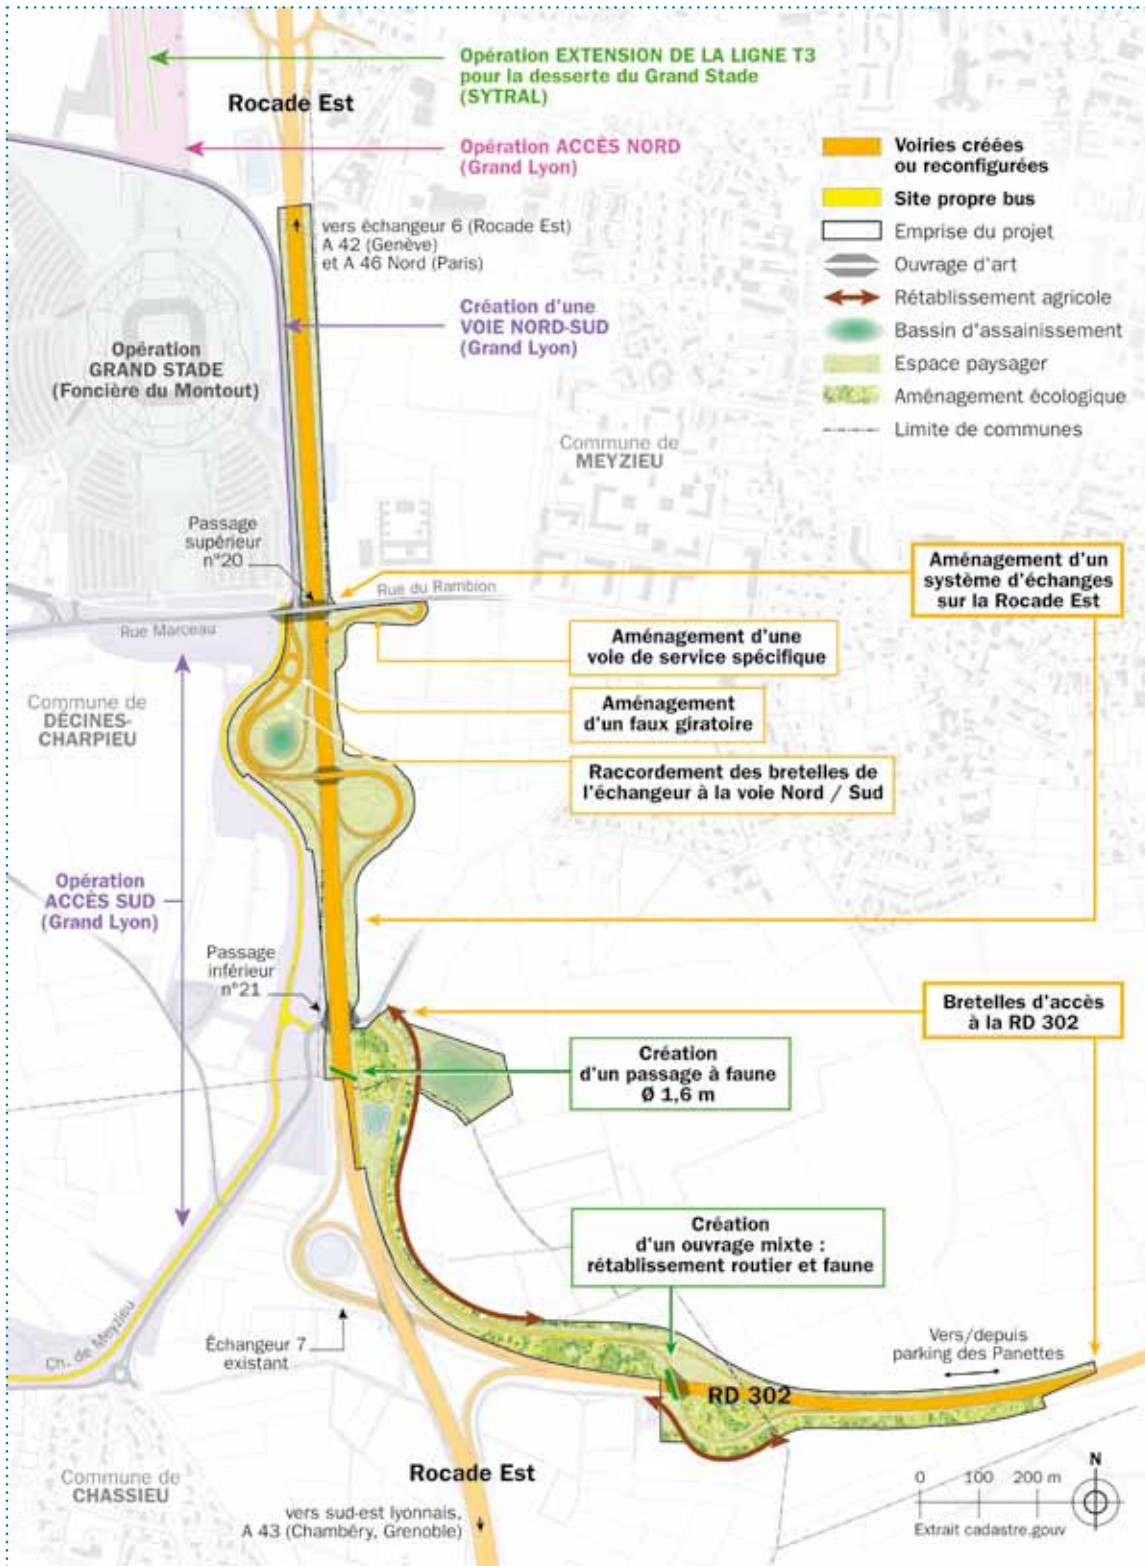 Opération EXTENSION DE LA LIGNE T3
pour la desserte du Grand Stade
(SYTRAL)
Rocade Est
Opération ACCÈS NORD
(Grand Lyon)
Voiries créées
ou reconfigurées
Site propre bus
Emprise du projet
Ouvrage d'art
Rétablissement agricole
Bassin d'assainissement
Espace paysager
Aménagement écologique
Limite de communes
vers échangeur 6 (Rocade Est)
A 42 (Genève)
et A 46 Nord (Paris)
Création d'une
VOIE NORD-SUD
(Grand Lyon)
Opération
GRAND STADE
(Foncière du Montout)
Commune de
MEYZIEU
Passage
supérieur
n°20
Rue du Rambion
Rue Marceau
Aménagement d'un
système d'échanges
sur la Rocade Est
Aménagement d'une
voie de service spécifique
Commune de
DÉCINES-
CHARPIEU
Aménagement
d'un faux giratoire
Raccordement des bretelles de
l'échangeur à la voie Nord / Sud
Opération
ACCÈS SUD
(Grand Lyon)
Passage
inférieur
n°21
Bretelles d'accès
à la RD 302
Création
d'un passage à faune
Ø 1,6 m
Création
d'un ouvrage mixte :
rétablissement routier et faune
Ch. de Meyzieu
Échangeur 7
existant
Vers/depuis
parking des Panettes
RD 302
Commune de
CHASSIEU
Rocade Est
vers sud-est lyonnais,
A 43 (Chambéry, Grenoble)
N
0 100 200 m
Extrait cadastre.gouv